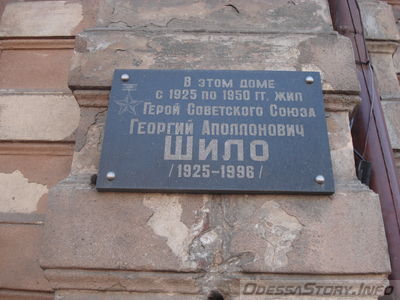 В этом доме
с 1925 по 1950 гг. жил
Герой Советского Союза
Георгий Аполлонович
Шило
/1925-1996/
OdessaStory.Info